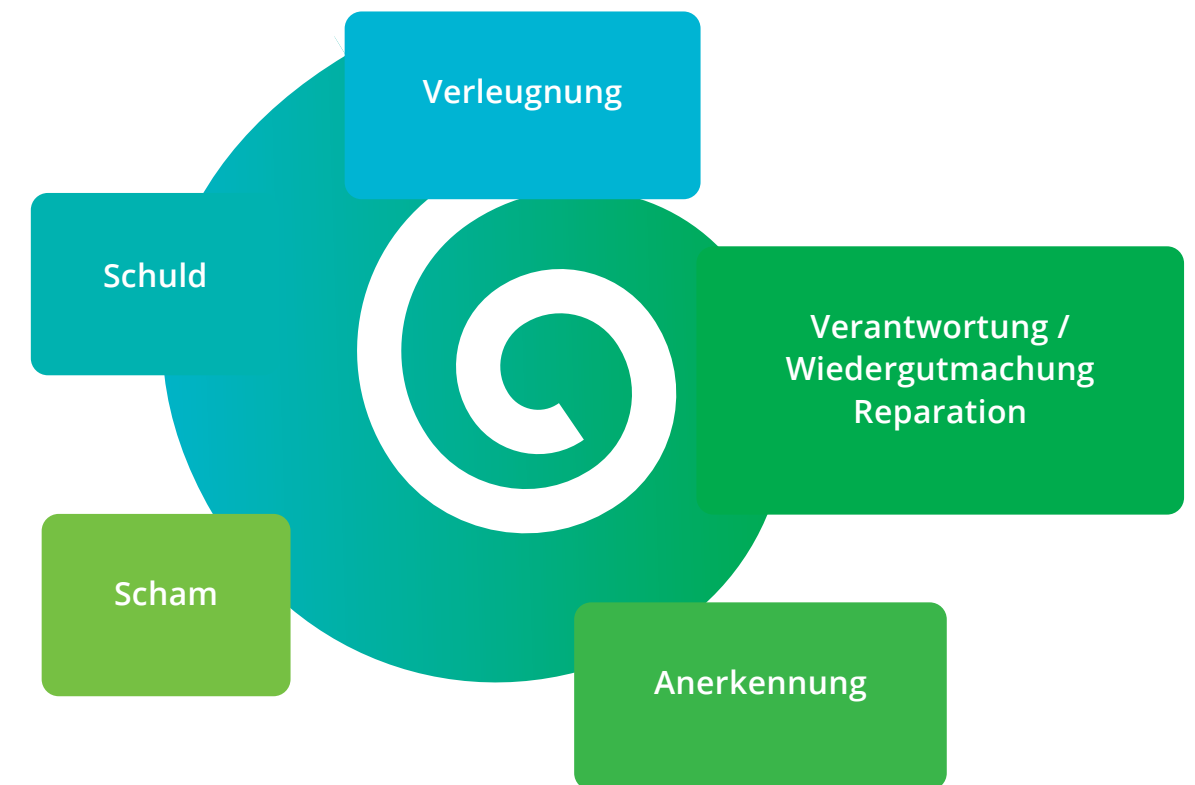 Verleugnung
Schuld
Verantwortung /
Wiedergutmachung
Reparation
Scham
Anerkennung